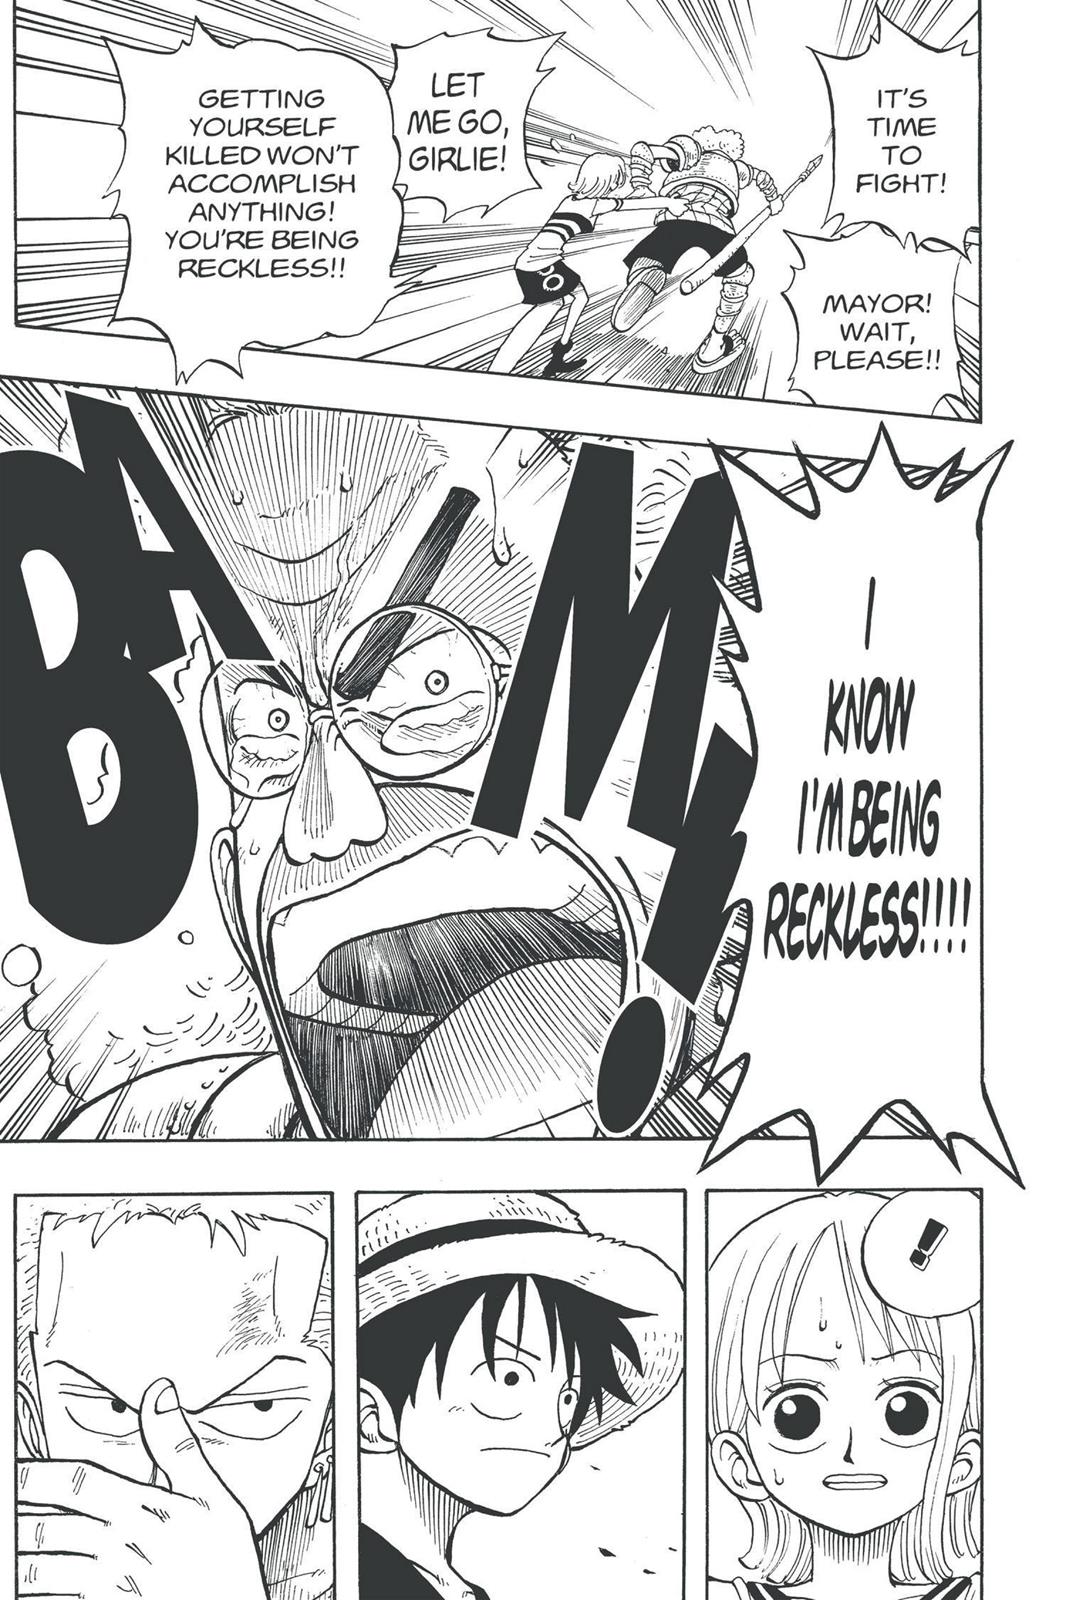 IT'S
TIME
TO
FIGHT!
MAYOR!
WAIT,
PLEASE!!
LET
ME GO,
GIRLIE!
GETTING
YOURSELF
KILLED WON'T
ACCOMPLISH
ANYTHING!
YOU'RE BEING
RECKLESS!!
I
KNOW
I'M BEING
RECKLESS!!!!
BAM!
!